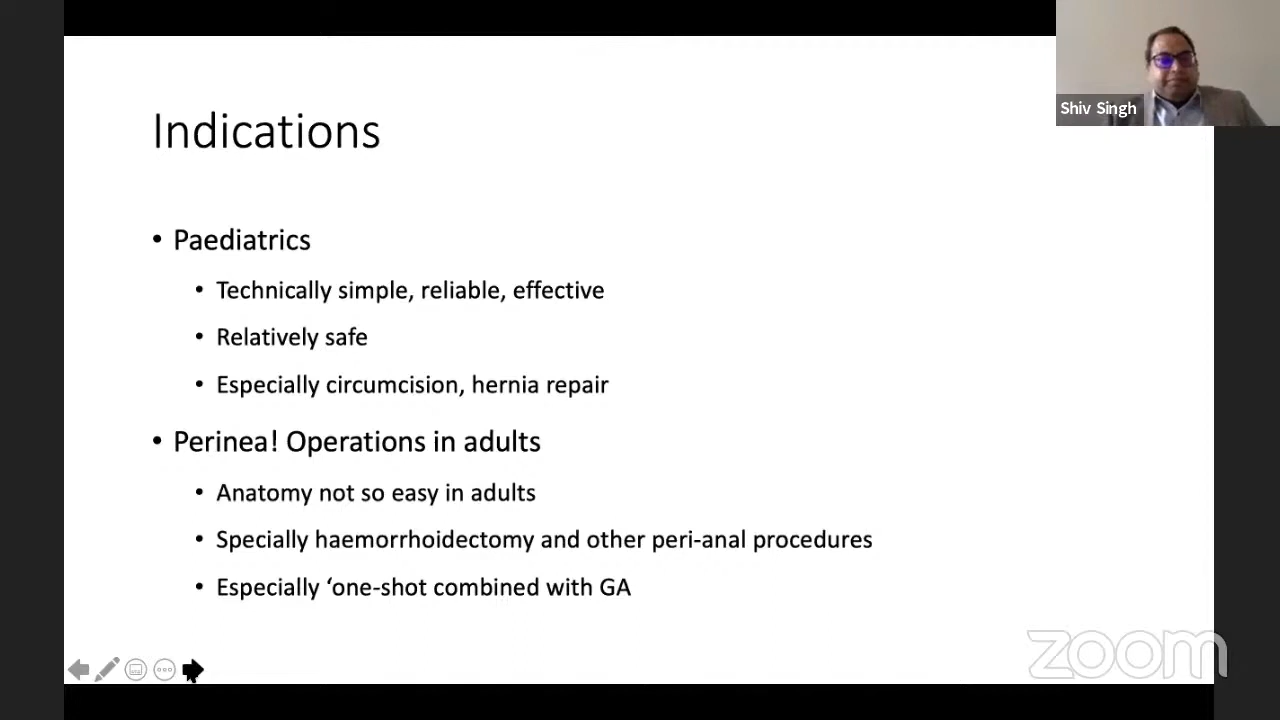 Shiv Singh
Indications
• Paediatrics
• Technically simple, reliable, effective
• Relatively safe
• Especially circumcision, hernia repair
• Perinea! Operations in adults
• Anatomy not so easy in adults
• Specially haemorrhoidectomy and other peri-anal procedures
• Especially ‘one-shot combined with GA
zoom